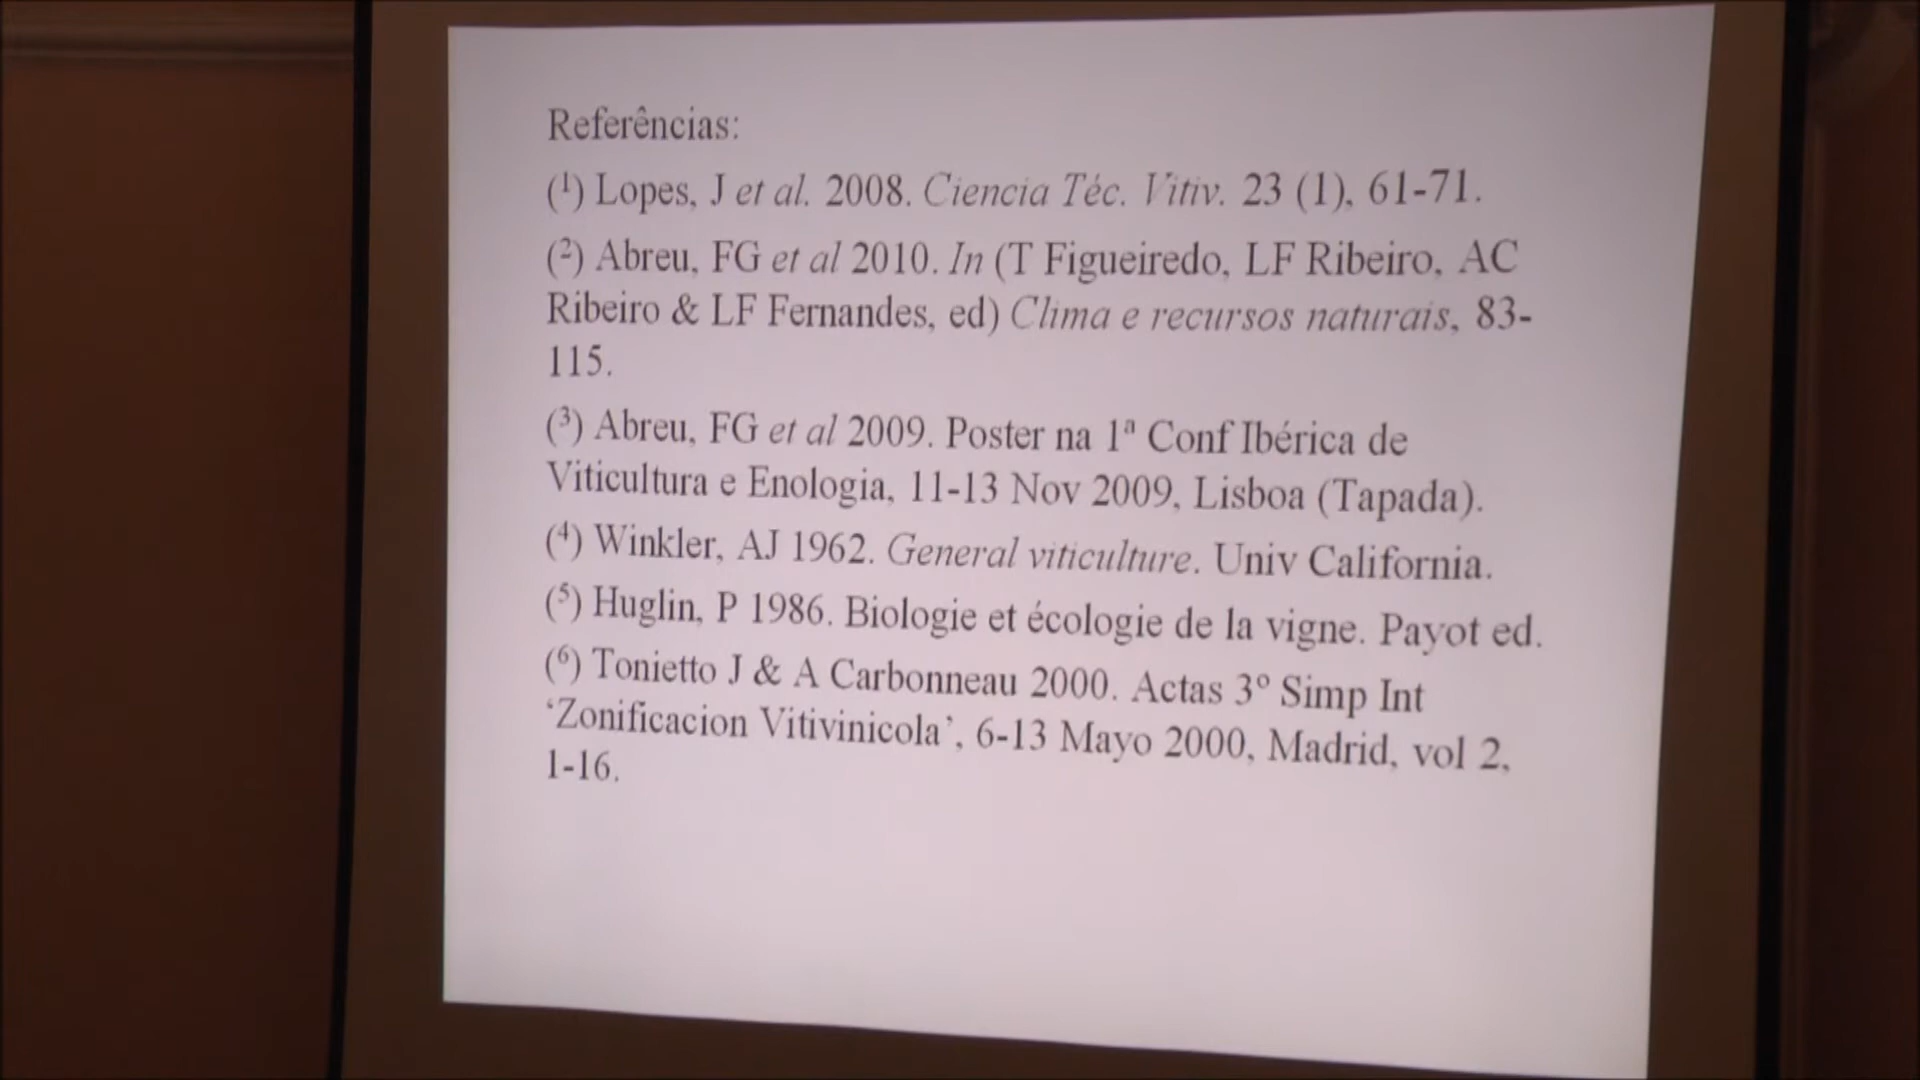 Referências:
(¹) Lopes, J et al. 2008. Ciencia Téc. Vitiv. 23 (1), 61-71.
(²) Abreu, FG et al 2010. In (T Figueiredo, LF Ribeiro, AC
Ribeiro & LF Fernandes, ed) Clima e recursos naturais, 83-
115.
(³) Abreu, FG et al 2009. Poster na 1ª Conf Ibérica de
Viticultura e Enologia, 11-13 Nov 2009, Lisboa (Tapada).
(⁴) Winkler, AJ 1962. General viticulture. Univ California.
(⁵) Huglin, P 1986. Biologie et écologie de la vigne. Payot ed.
(⁶) Tonietto J & A Carbonneau 2000. Actas 3º Simp Int
‘Zonificacion Vitivinicola’, 6-13 Mayo 2000, Madrid, vol 2,
1-16.